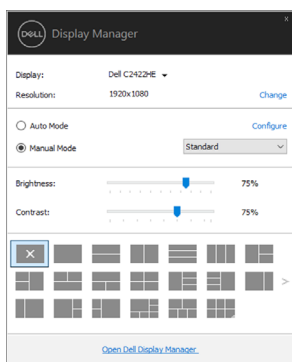 DELL Display Manager
Display: Dell C2422HE
Resolution: 1920x1080 Change
Auto Mode Configure
Manual Mode Standard
Brightness: 75%
Contrast: 75%
Open Dell Display Manager